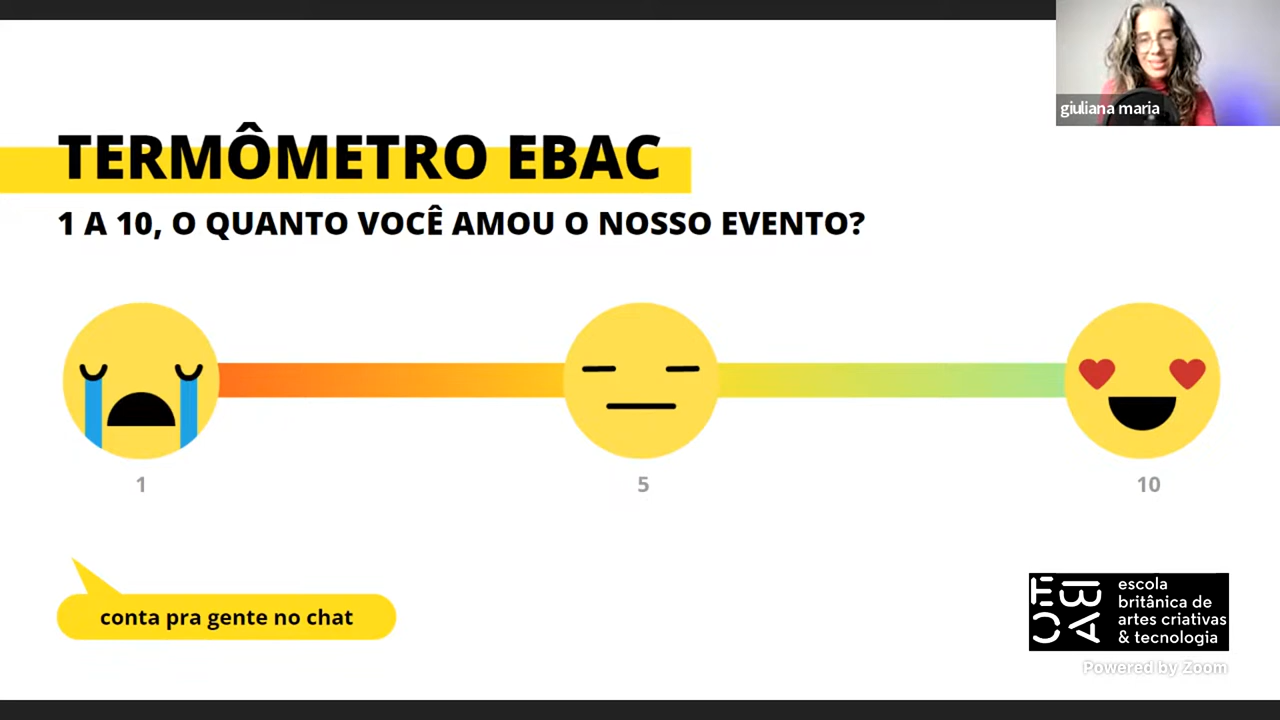 giuliana maria
TERMÔMETRO EBAC
1 A 10, O QUANTO VOCÊ AMOU O NOSSO EVENTO?
1
5
10
conta pra gente no chat
EBAC
escola
britânica de
artes criativas
& tecnologia
Powered by Zoom